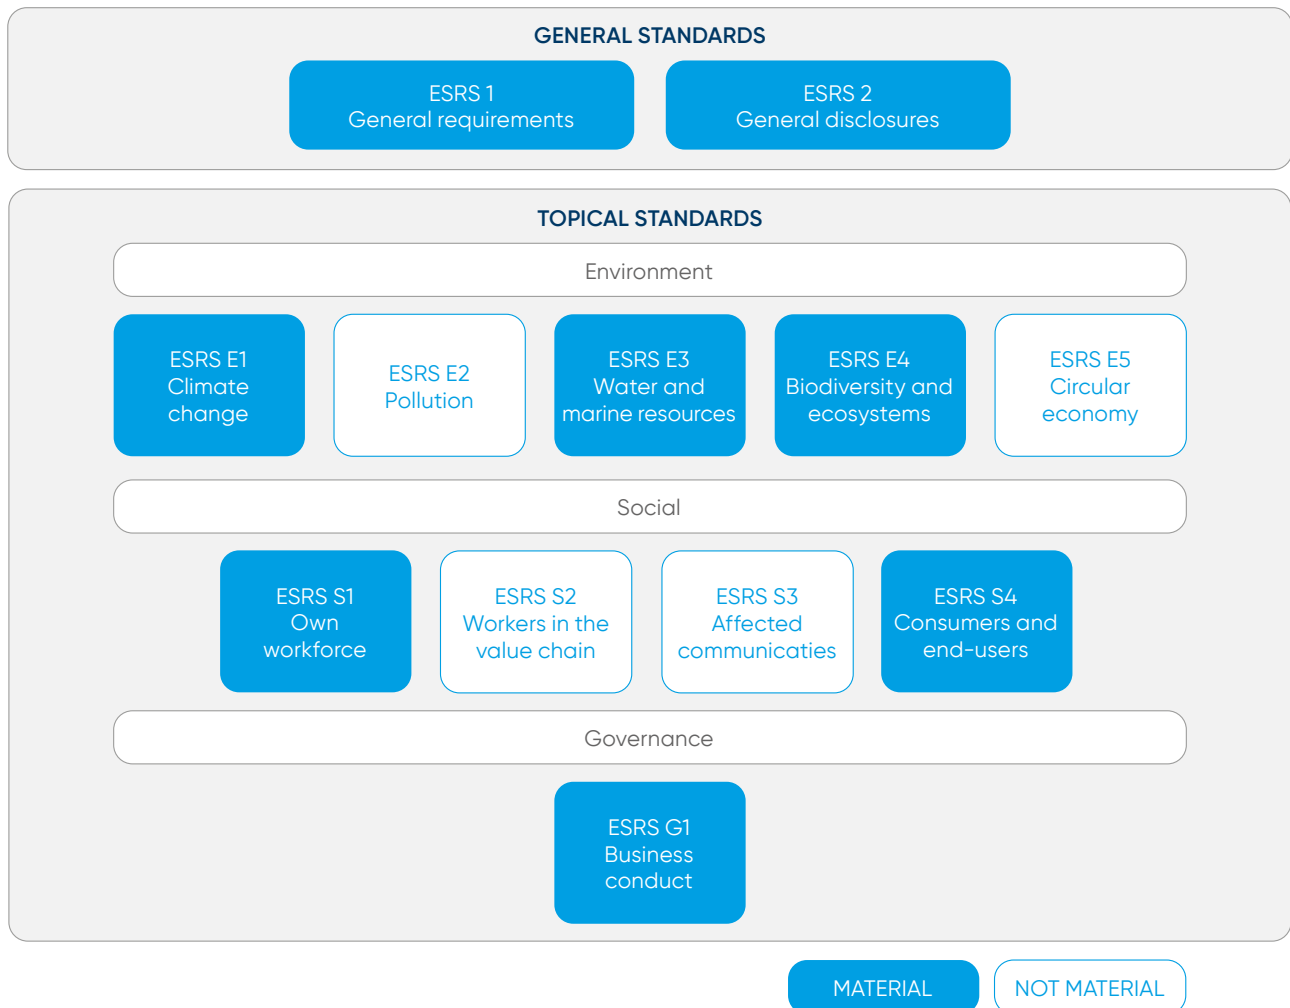 GENERAL STANDARDS
ESRS 1
General requirements
ESRS 2
General disclosures
TOPICAL STANDARDS
Environment
ESRS E1
Climate
change
ESRS E2
Pollution
ESRS E3
Water and
marine resources
ESRS E4
Biodiversity and
ecosystems
ESRS E5
Circular
economy
Social
ESRS S1
Own
workforce
ESRS S2
Workers in the
value chain
ESRS S3
Affected
communicaties
ESRS S4
Consumers and
end-users
Governance
ESRS G1
Business
conduct
MATERIAL
NOT MATERIAL